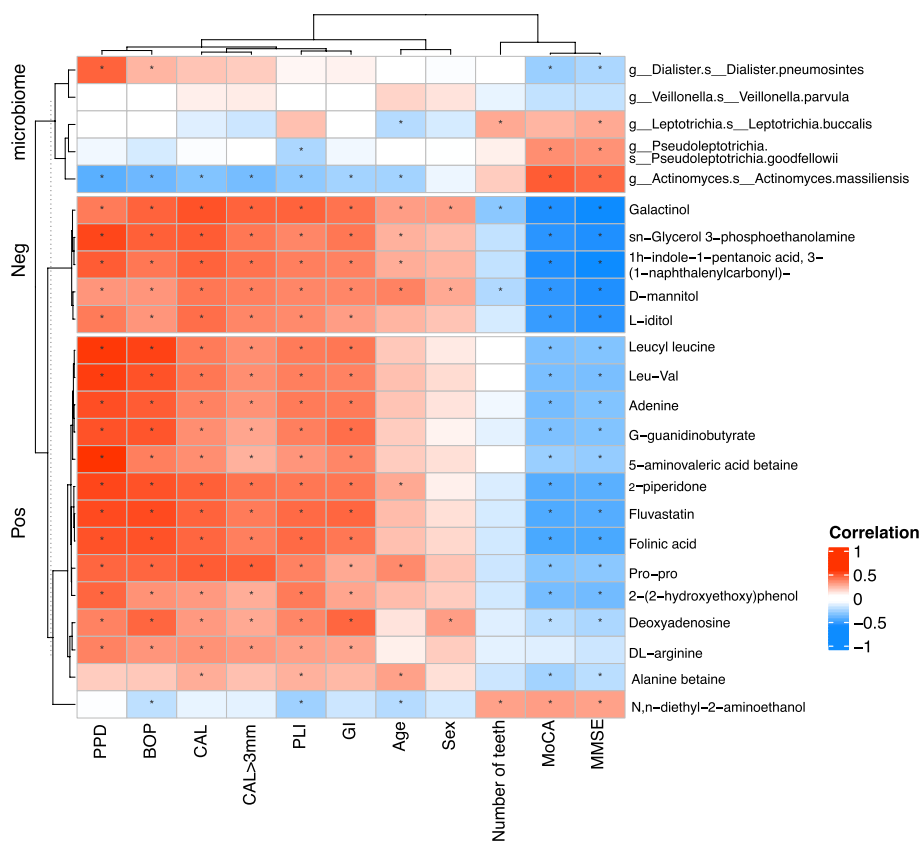 microbiome
Neg
Pos
g__Dialister.s__Dialister.pneumosintes
g__Veillonella.s__Veillonella.parvula
g__Leptotrichia.s__Leptotrichia.buccalis
g__Pseudoleptotrichia.
s__Pseudoleptotrichia.goodfellowii
g__Actinomyces.s__Actinomyces.massiliensis
Galactinol
sn−Glycerol 3−phosphoethanolamine
1h−indole−1−pentanoic acid, 3−
(1−naphthalenylcarbonyl)−
D−mannitol
L−iditol
Leucyl leucine
Leu−Val
Adenine
G−guanidinobutyrate
5−aminovaleric acid betaine
2−piperidone
Fluvastatin
Folinic acid
Pro−pro
2−(2−hydroxyethoxy)phenol
Deoxyadenosine
DL−arginine
Alanine betaine
N,n−diethyl−2−aminoethanol
PPD
BOP
CAL
CAL>3mm
PLI
GI
Age
Sex
Number of teeth
MoCA
MMSE
Correlation
1
0.5
0
−0.5
−1